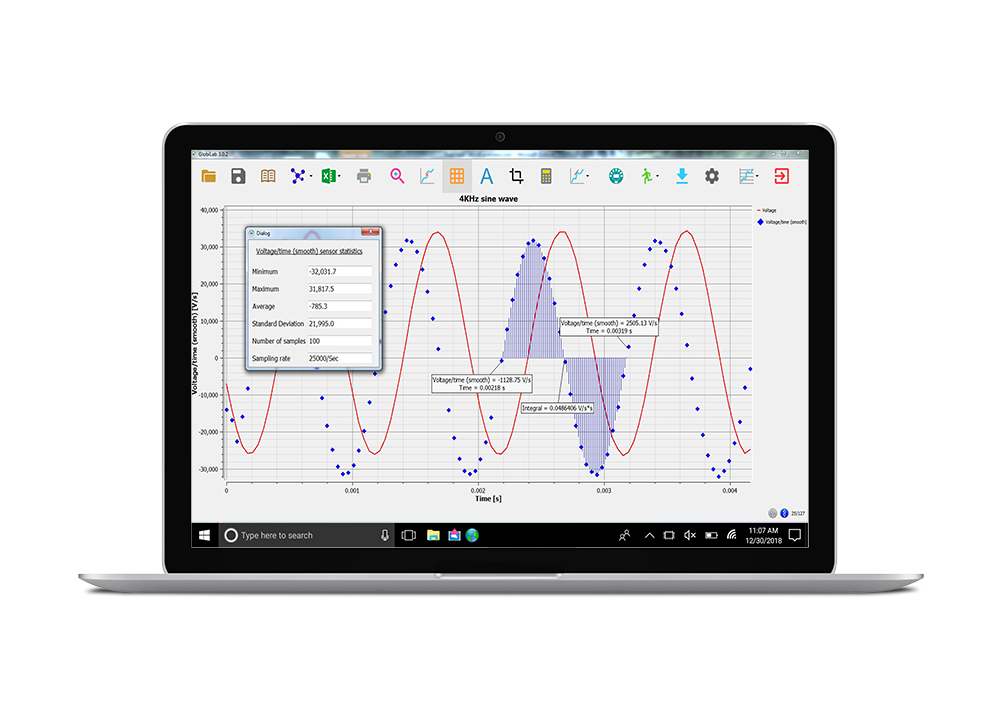 GlobiLab 3.0.2
4KHz sine wave
40,000
30,000
20,000
10,000
0
-10,000
-20,000
-30,000
Voltage/time (smooth) [V/s]
Voltage
Voltage/time (smooth)
Dialog
Voltage/time (smooth) sensor statistics
Minimum -32,031.7
Maximum 31,817.5
Average -785.3
Standard Deviation 21,995.0
Number of samples 100
Sampling rate 25000/Sec
Voltage/time (smooth) = 2505.13 V/s
Time = 0.00319 s
Voltage/time (smooth) = -1128.75 V/s
Time = 0.00218 s
Integral = 0.0486406 V/s*s
0 0.001 0.002 0.003 0.004
Time [s]
25/127
Type here to search
11:07 AM
12/30/2018